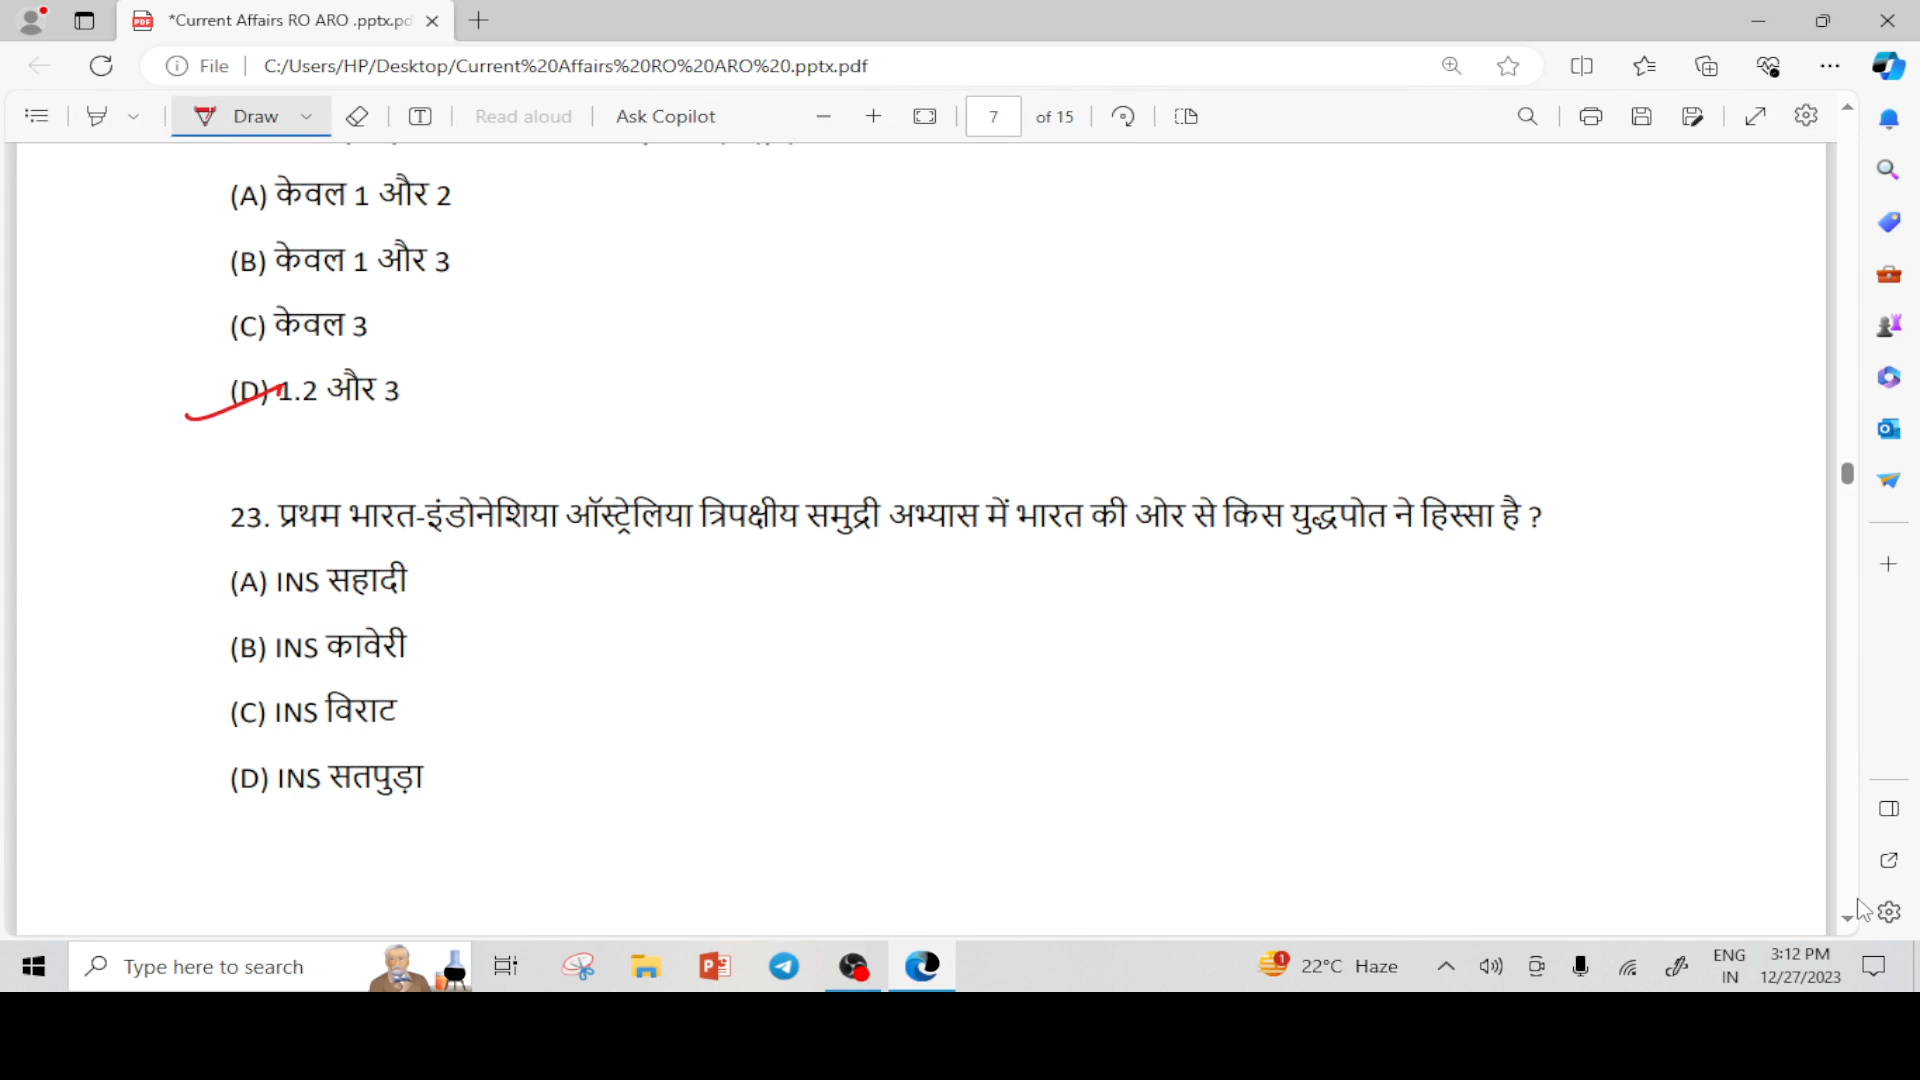 *Current Affairs RO ARO .pptx.pd
File
C:/Users/HP/Desktop/Current%20Affairs%20RO%20ARO%20.pptx.pdf
Draw
Read aloud
Ask Copilot
7
of 15
(A) केवल 1 और 2
(B) केवल 1 और 3
(C) केवल 3
(D) 1.2 और 3
23. प्रथम भारत-इंडोनेशिया ऑस्ट्रेलिया त्रिपक्षीय समुद्री अभ्यास में भारत की ओर से किस युद्धपोत ने हिस्सा है ?
(A) INS सहादी
(B) INS कावेरी
(C) INS विराट
(D) INS सतपुड़ा
Type here to search
1
22°C Haze
ENG
IN
3:12 PM
12/27/2023